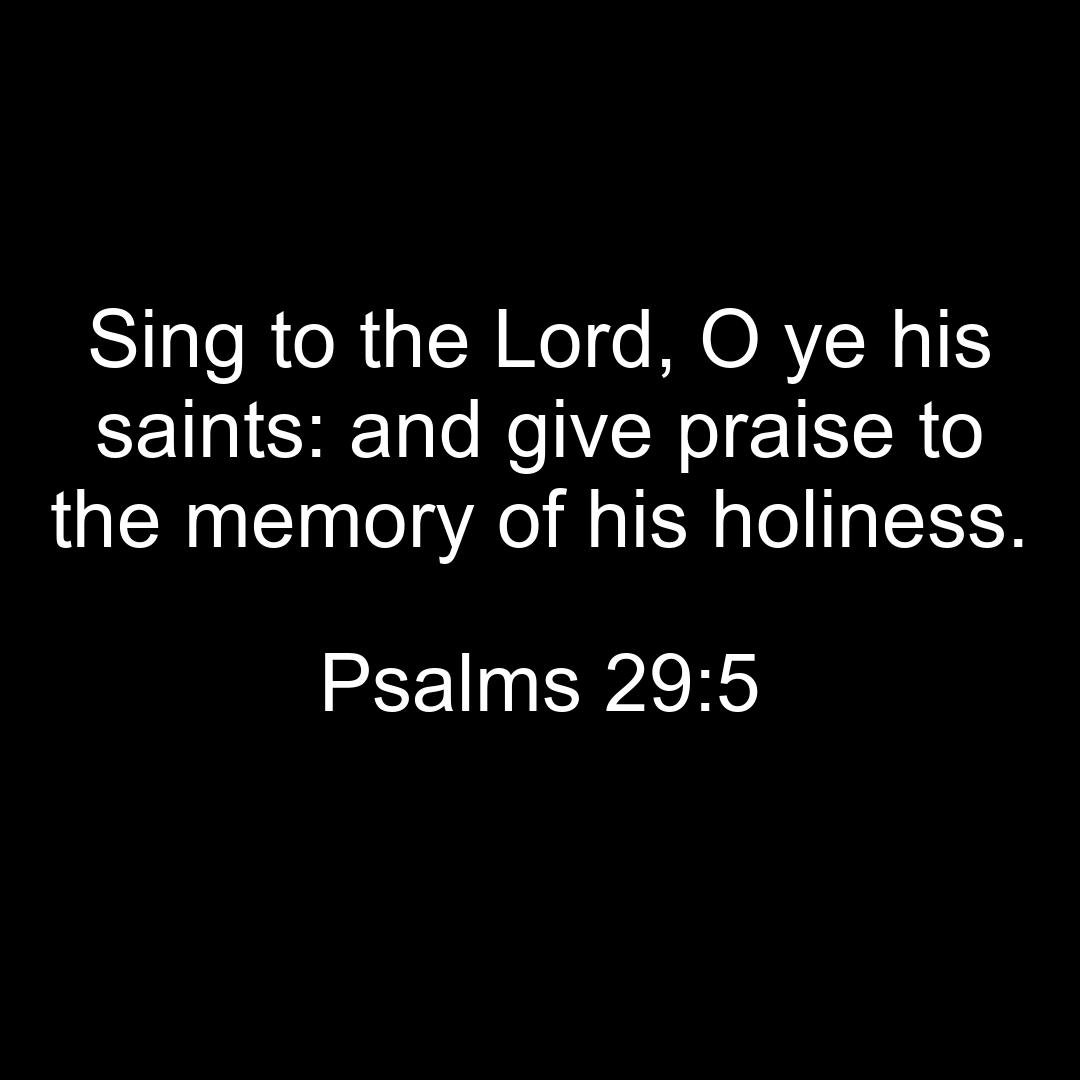 Sing to the Lord, O ye his
saints: and give praise to
the memory of his holiness.
Psalms 29:5